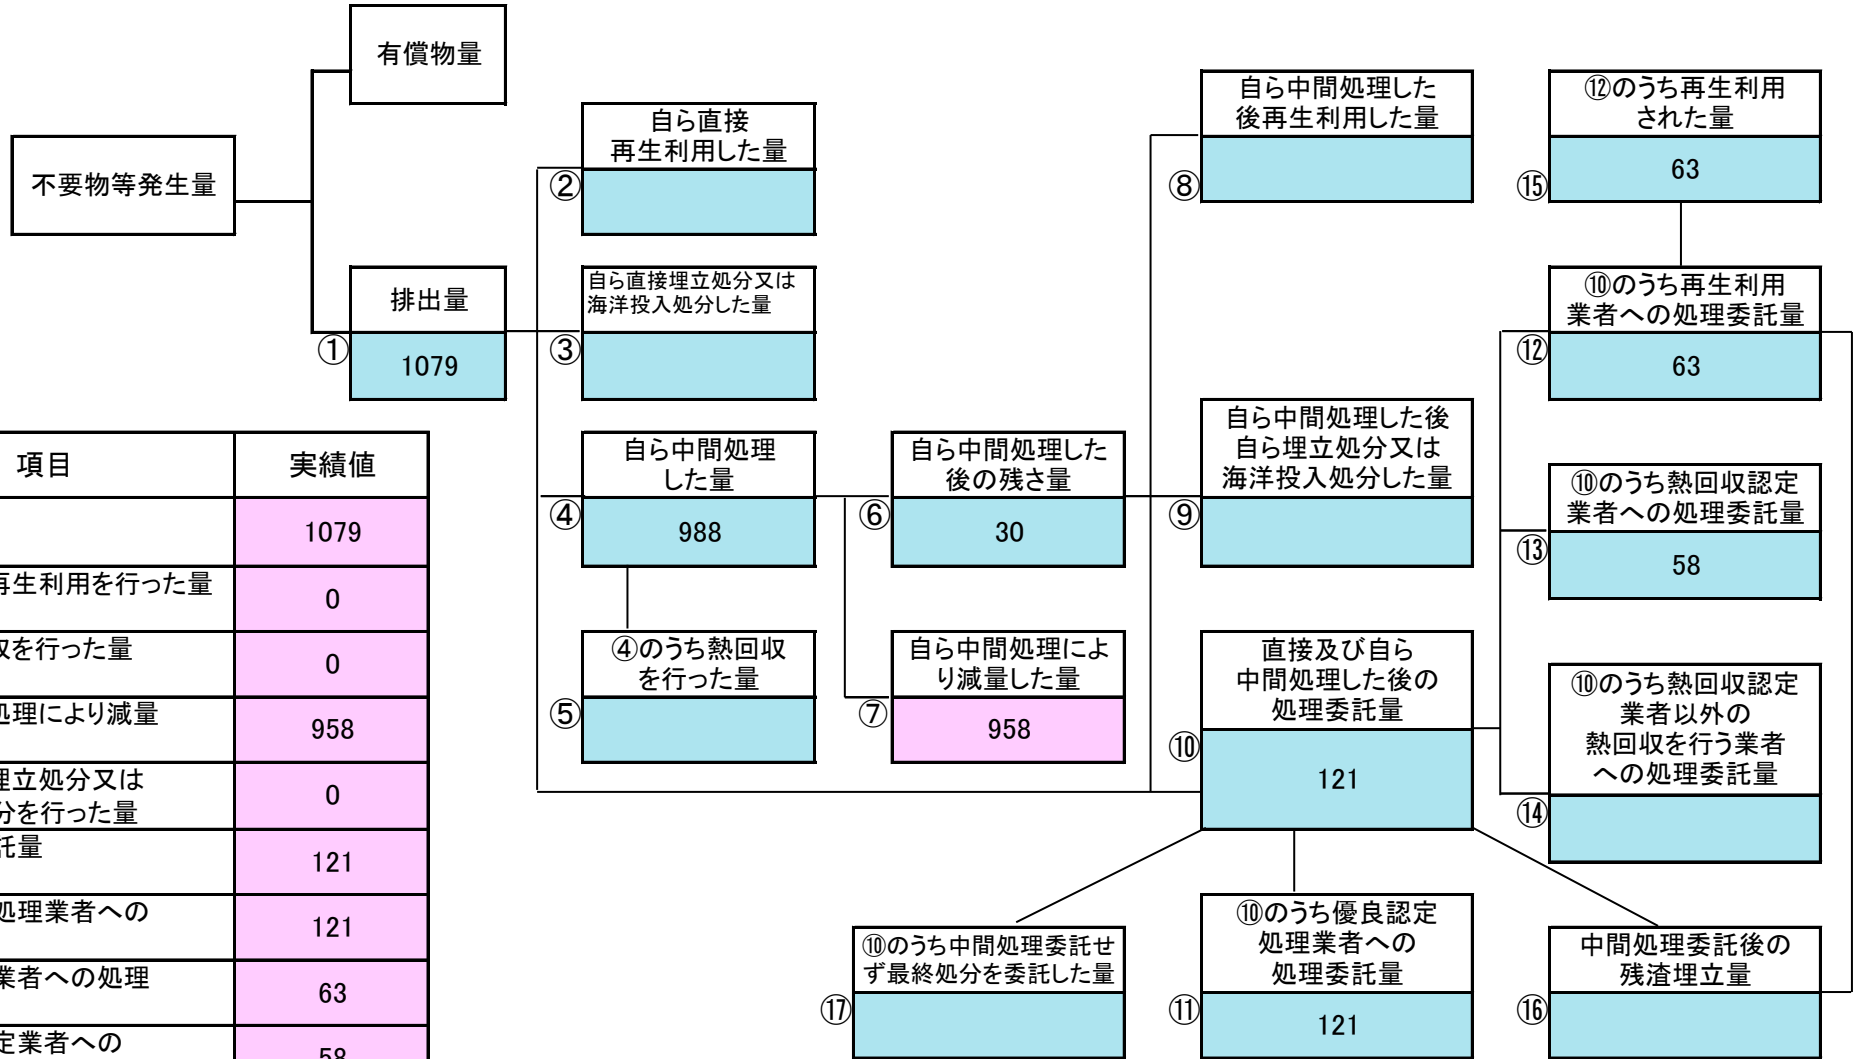 有償物量
不要物等発生量
排出量
①
1079
自ら直接
再生利用した量
②
自ら直接埋立処分又は
海洋投入処分した量
③
自ら中間処理
した量
④
988
④のうち熱回収
を行った量
⑤
自ら中間処理した
後の残さ量
⑥
30
自ら中間処理によ
り減量した量
⑦
958
自ら中間処理した
後再生利用した量
⑧
自ら中間処理した後
自ら埋立処分又は
海洋投入処分した量
⑨
直接及び自ら
中間処理した後の
処理委託量
⑩
121
⑫のうち再生利用
された量
⑮
63
⑩のうち再生利用
業者への処理委託量
⑫
63
⑩のうち熱回収認定
業者への処理委託量
⑬
58
⑩のうち熱回収認定
業者以外の
熱回収を行う業者
への処理委託量
⑭
⑩のうち中間処理委託せ
ず最終処分を委託した量
⑰
⑩のうち優良認定
処理業者への
処理委託量
⑪
121
中間処理委託後の
残渣埋立量
⑯
項目 実績値
1079
再生利用を行った量
0
を行った量
0
処理により減量
958
埋立処分又は
分を行った量
0
託量
121
処理業者への
121
業者への処理
63
定業者への
58